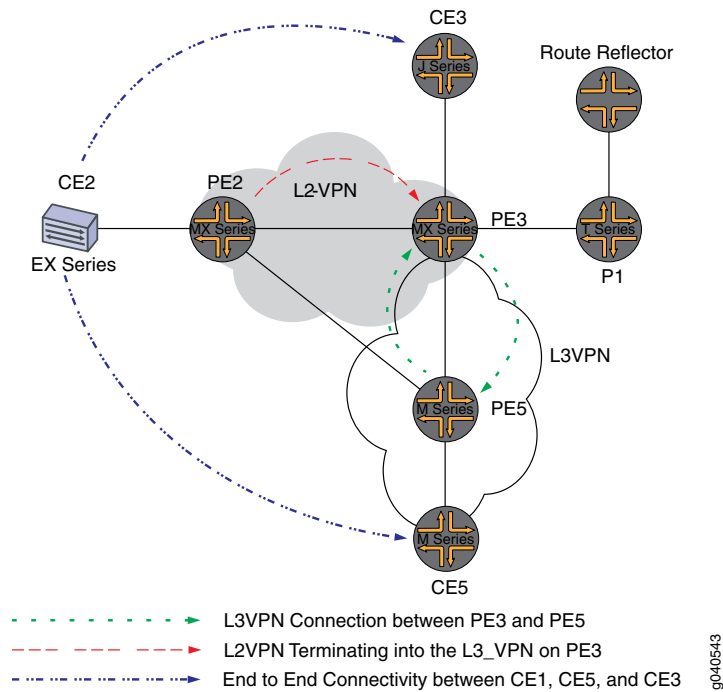 CE3
J Series
Route Reflector
CE2
EX Series
PE2
MX Series
L2-VPN
MX Series
PE3
T Series
P1
L3VPN
M Series
PE5
M Series
CE5
L3VPN Connection between PE3 and PE5
L2VPN Terminating into the L3_VPN on PE3
End to End Connectivity between CE1, CE5, and CE3
g040543